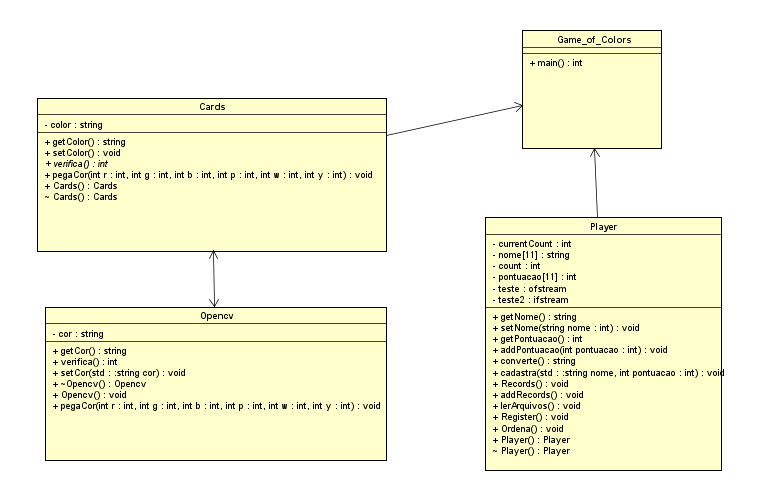 Game_of_Colors
+ main() : int
Cards
- color : string
+ getColor() : string
+ setColor() : void
+ verifica() : int
+ pegaCor(int r : int, int g : int, int b : int, int p : int, int w : int, int y : int) : void
+ Cards() : Cards
~ Cards() : Cards
Opencv
- cor : string
+ getCor() : string
+ verifica() : int
+ setCor(std : :string cor) : void
+ ~Opencv() : Opencv
+ Opencv() : void
+ pegaCor(int r : int, int g : int, int b : int, int p : int, int w : int, int y : int) : void
Player
- currentCount : int
- nome[11] : string
- count : int
- pontuacao[11] : int
- teste : ofstream
- teste2 : ifstream
+ getNome() : string
+ setNome(string nome : int) : void
+ getPontuacao() : int
+ addPontuacao(int pontuacao : int) : void
+ converte() : string
+ cadastra(std : :string nome, int pontuacao : int) : void
+ Records() : void
+ addRecords() : void
+ lerArquivos() : void
+ Register() : void
+ Ordena() : void
+ Player() : Player
~ Player() : Player